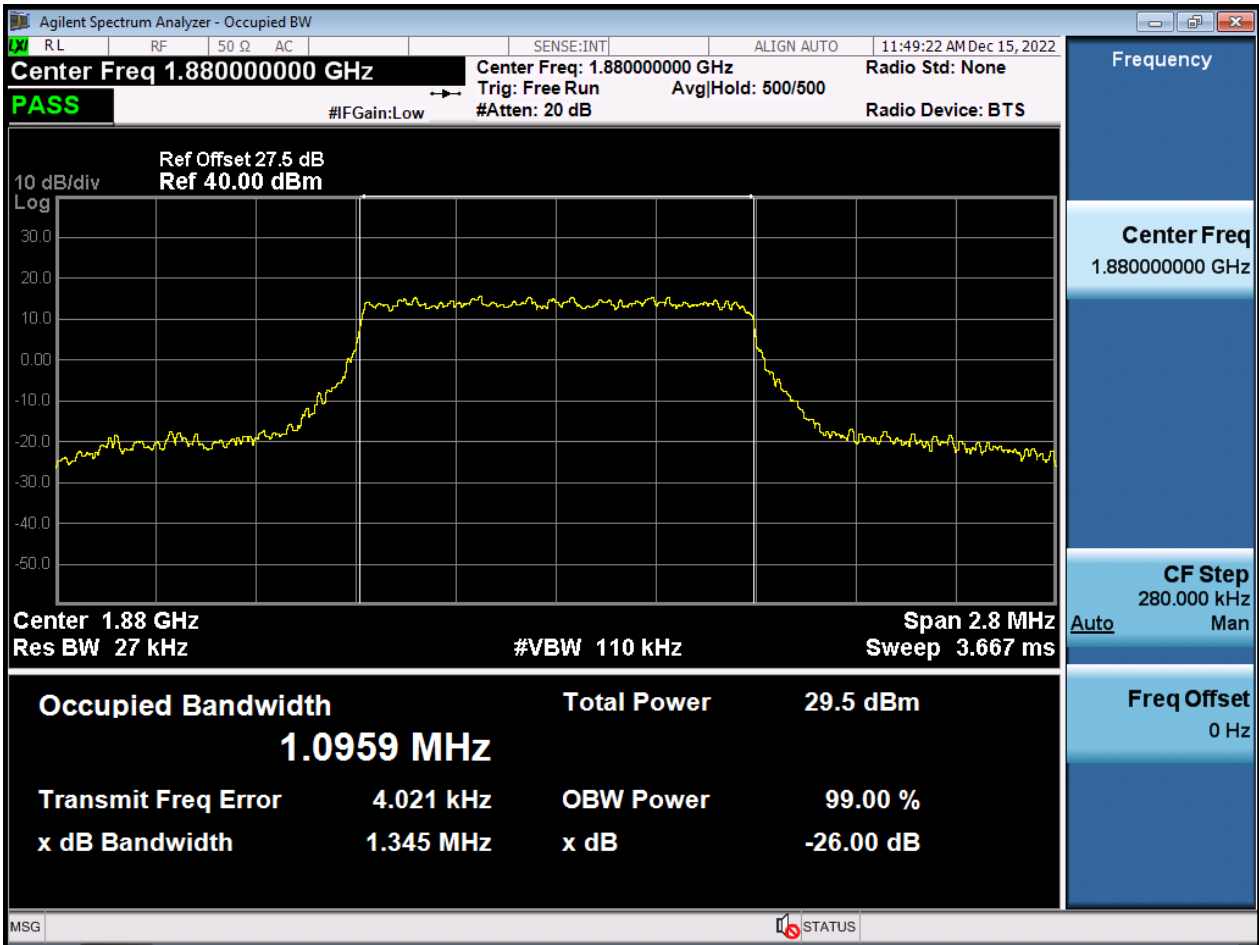 Agilent Spectrum Analyzer - Occupied BW
LXI RL RF 50 Ω AC SENSE:INT ALIGN AUTO 11:49:22 AM Dec 15, 2022
Center Freq 1.880000000 GHz
Center Freq: 1.880000000 GHz
Radio Std: None
Trig: Free Run Avg|Hold: 500/500
PASS
#IFGain:Low
#Atten: 20 dB
Radio Device: BTS
Ref Offset 27.5 dB
10 dB/div Ref 40.00 dBm
Log
30.0
20.0
10.0
0.00
-10.0
-20.0
-30.0
-40.0
-50.0
Center 1.88 GHz Span 2.8 MHz
Res BW 27 kHz #VBW 110 kHz Sweep 3.667 ms
Occupied Bandwidth Total Power 29.5 dBm
1.0959 MHz
Transmit Freq Error 4.021 kHz OBW Power 99.00 %
x dB Bandwidth 1.345 MHz x dB -26.00 dB
Frequency
Center Freq
1.880000000 GHz
CF Step
280.000 kHz
Auto Man
Freq Offset
0 Hz
MSG STATUS